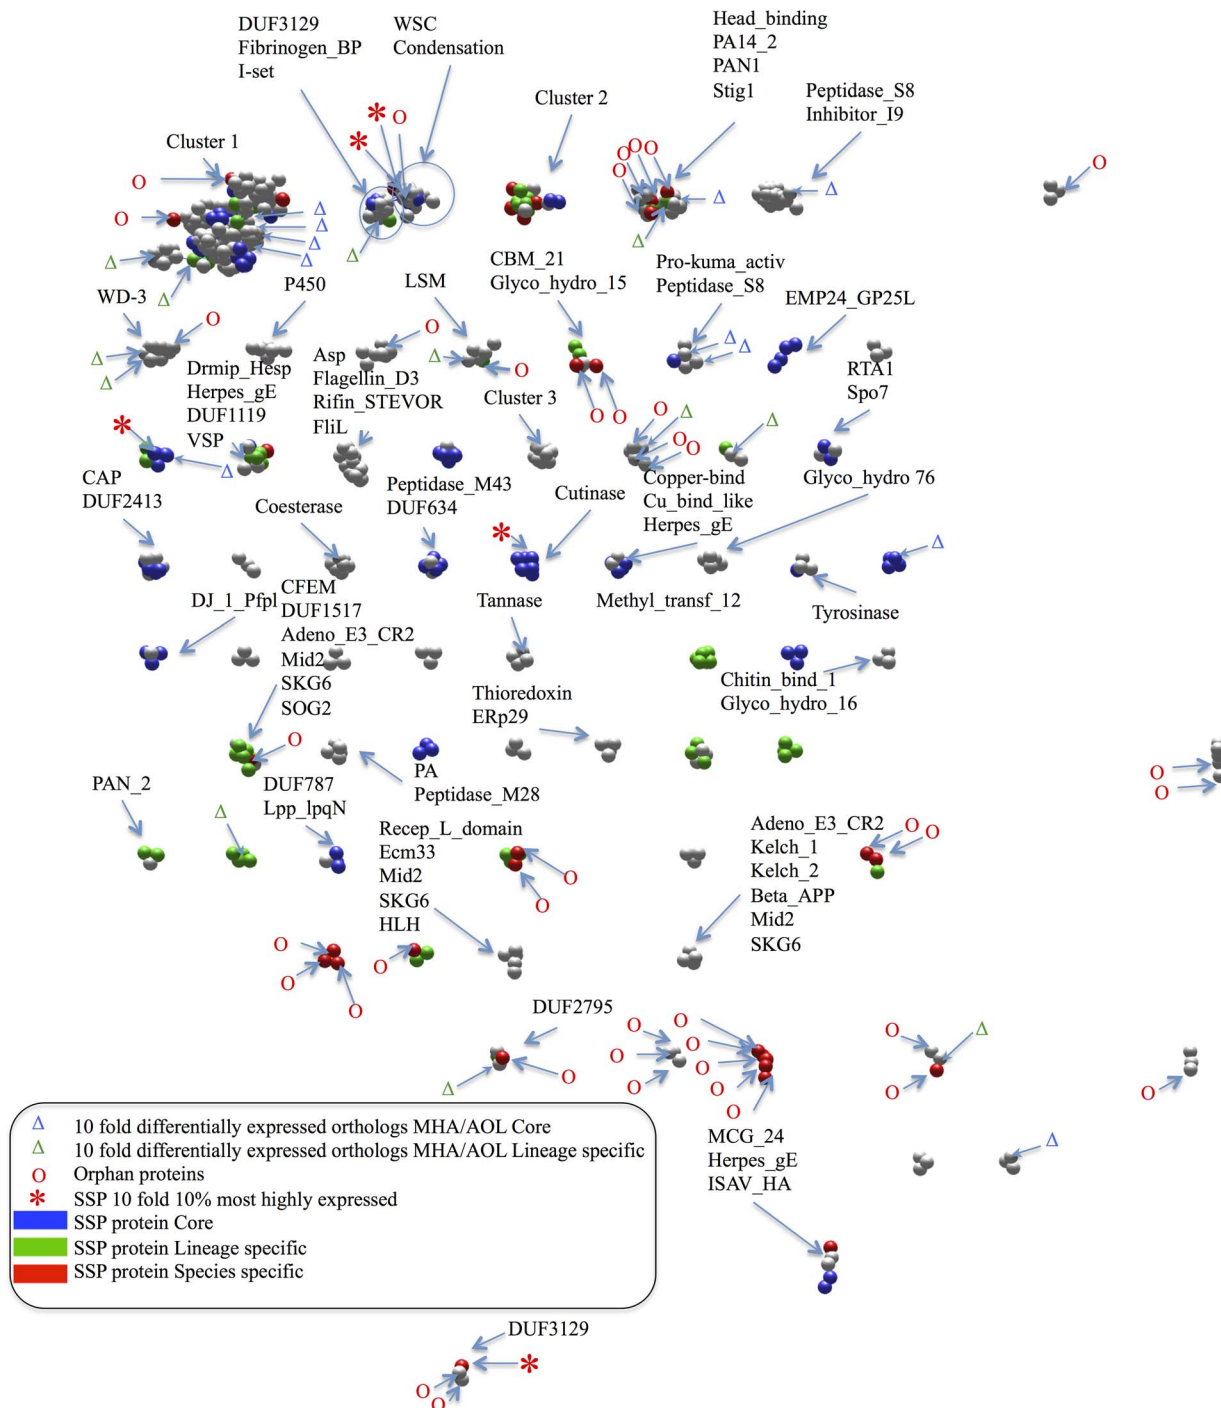 DUF3129
Fibrinogen_BP
I-set
WSC
Condensation
Head_binding
PA14_2
PAN1
Stig1
Peptidase_S8
Inhibitor_I9
Cluster 1
Cluster 2
* O
*
O O O
O
O
O
O
Δ
Δ
Δ
Δ
Δ
Δ
Δ
Δ
Δ
Δ
WD-3
P450
LSM
CBM_21
Glyco_hydro_15
Pro-kuma_activ
Peptidase_S8
EMP24_GP25L
O
O
Δ
Δ
Δ
O
Δ
Δ
Drmip_Hesp
Herpes_gE
DUF1119
VSP
Asp
Flagellin_D3
Rifin_STEVOR
FliL
Cluster 3
RTA1
Spo7
O O
O Δ
O
O
Δ
*
Δ
CAP
DUF2413
Coesterase
Peptidase_M43
DUF634
Cutinase
Copper-bind
Cu_bind_like
Herpes_gE
Glyco_hydro 76
*
Δ
DJ_1_Pfpl
CFEM
DUF1517
Adeno_E3_CR2
Mid2
SKG6
SOG2
Tannase
Methyl_transf_12
Tyrosinase
Chitin_bind_1
Glyco_hydro_16
Thioredoxin
ERp29
O
O
O
PAN_2
DUF787
Lpp_lpqN
PA
Peptidase_M28
Δ
Recep_L_domain
Ecm33
Mid2
SKG6
HLH
Adeno_E3_CR2
Kelch_1
Kelch_2
Beta_APP
Mid2
SKG6
O O
O
O
O
O
O
O
DUF2795
O O
O O
O O
O
O
O
Δ
O
O
Δ
O
O
MCG_24
Herpes_gE
ISAV_HA
Δ
Δ 10 fold differentially expressed orthologs MHA/AOL Core
Δ 10 fold differentially expressed orthologs MHA/AOL Lineage specific
O Orphan proteins
* SSP 10 fold 10% most highly expressed
SSP protein Core
SSP protein Lineage specific
SSP protein Species specific
DUF3129
*
O
O